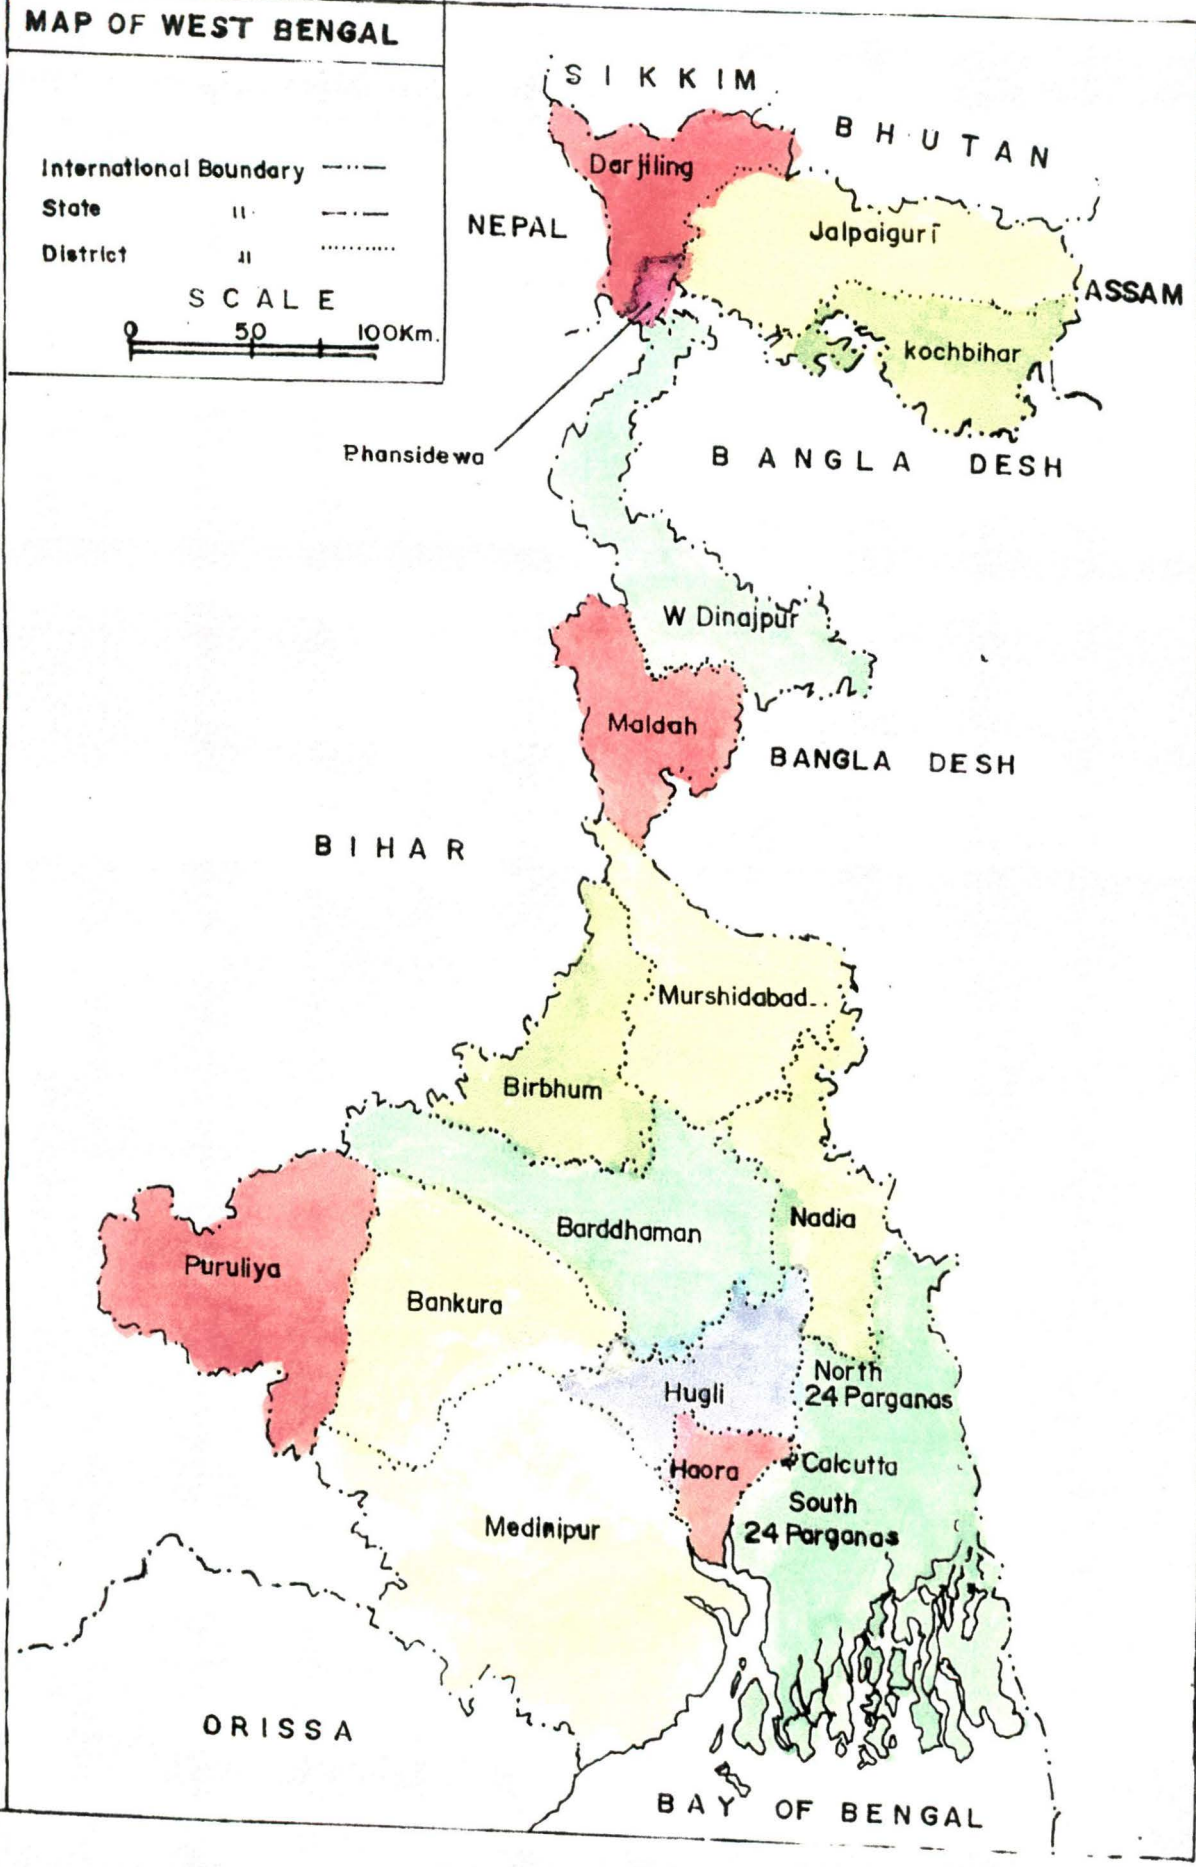 MAP OF WEST BENGAL
International Boundary
State "
District "
SCALE
0 50 100Km.
SIKKIM
BHUTAN
Darjiling
NEPAL
Jalpaiguri
ASSAM
kochbihar
Phansidewa
BANGLA DESH
W Dinajpur
Maldah
BANGLA DESH
BIHAR
Murshidabad
Birbhum
Barddhaman
Nadia
Puruliya
Bankura
North
24 Parganas
Hugli
Haora
Calcutta
South
24 Parganas
Medinipur
ORISSA
BAY OF BENGAL